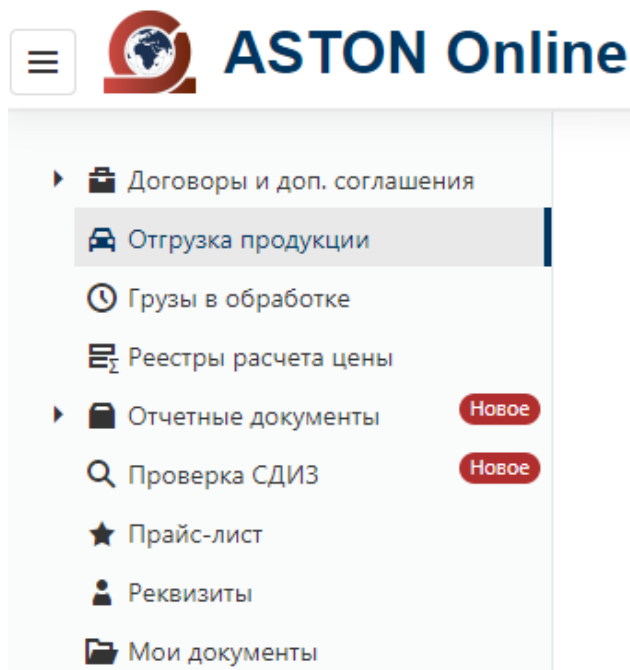 ASTON Online
Договоры и доп. соглашения
Отгрузка продукции
Грузы в обработке
Реестры расчета цены
Отчетные документы Новое
Проверка СДИЗ Новое
Прайс-лист
Реквизиты
Мои документы